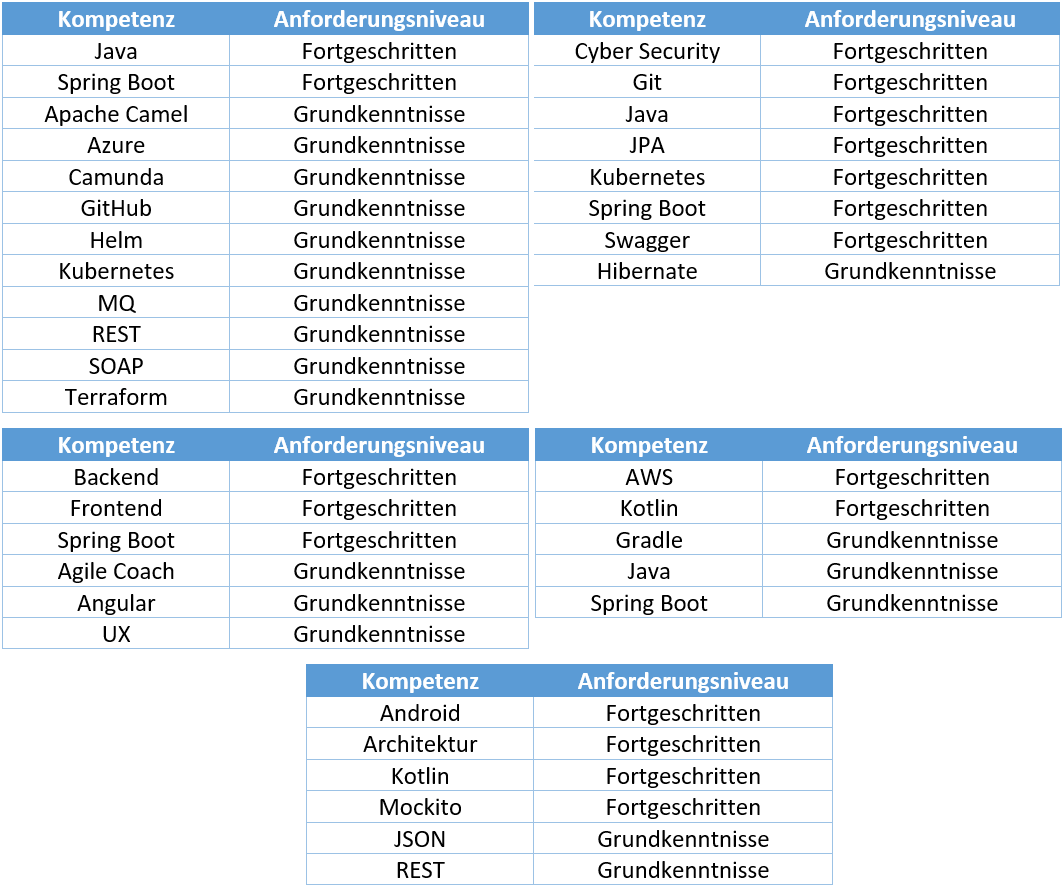 Kompetenz Anforderungsniveau
Java Fortgeschritten
Spring Boot Fortgeschritten
Apache Camel Grundkenntnisse
Azure Grundkenntnisse
Camunda Grundkenntnisse
GitHub Grundkenntnisse
Helm Grundkenntnisse
Kubernetes Grundkenntnisse
MQ Grundkenntnisse
REST Grundkenntnisse
SOAP Grundkenntnisse
Terraform Grundkenntnisse
Kompetenz Anforderungsniveau
Cyber Security Fortgeschritten
Git Fortgeschritten
Java Fortgeschritten
JPA Fortgeschritten
Kubernetes Fortgeschritten
Spring Boot Fortgeschritten
Swagger Fortgeschritten
Hibernate Grundkenntnisse
Kompetenz Anforderungsniveau
Backend Fortgeschritten
Frontend Fortgeschritten
Spring Boot Fortgeschritten
Agile Coach Grundkenntnisse
Angular Grundkenntnisse
UX Grundkenntnisse
Kompetenz Anforderungsniveau
AWS Fortgeschritten
Kotlin Fortgeschritten
Gradle Grundkenntnisse
Java Grundkenntnisse
Spring Boot Grundkenntnisse
Kompetenz Anforderungsniveau
Android Fortgeschritten
Architektur Fortgeschritten
Kotlin Fortgeschritten
Mockito Fortgeschritten
JSON Grundkenntnisse
REST Grundkenntnisse